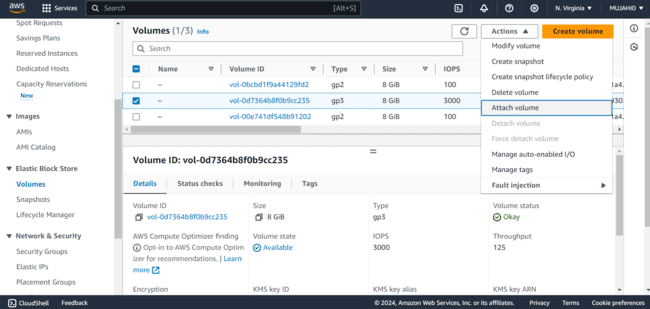 aws
Services
Search
[Alt+S]
N. Virginia
MUJAHID
Spot Requests
Savings Plans
Reserved Instances
Dedicated Hosts
Capacity Reservations
New
Images
AMIs
AMI Catalog
Elastic Block Store
Volumes
Snapshots
Lifecycle Manager
Network & Security
Security Groups
Elastic IPs
Placement Groups
Volumes (1/3) Info
Actions
Create volume
Search
Name Volume ID Type Size IOPS
– vol-0bcbd1f9a44129fd2 gp2 8 GiB 100
– vol-0d7364b8f0b9cc235 gp3 8 GiB 3000
– vol-00e741df548b91202 gp2 8 GiB 100
Modify volume
Create snapshot
Create snapshot lifecycle policy
Delete volume
Attach volume
Detach volume
Force detach volume
Manage auto-enabled I/O
Manage tags
Fault injection
Volume ID: vol-0d7364b8f0b9cc235
Details Status checks Monitoring Tags
Volume ID Size Type Volume status
vol-0d7364b8f0b9cc235 8 GiB gp3 Okay
AWS Compute Optimizer finding Volume state IOPS Throughput
Opt-in to AWS Compute Optim Available 3000 125
izer for recommendations. | Learn
more
Encryption KMS key ID KMS key alias KMS key ARN
CloudShell Feedback © 2024, Amazon Web Services, Inc. or its affiliates. Privacy Terms Cookie preferences